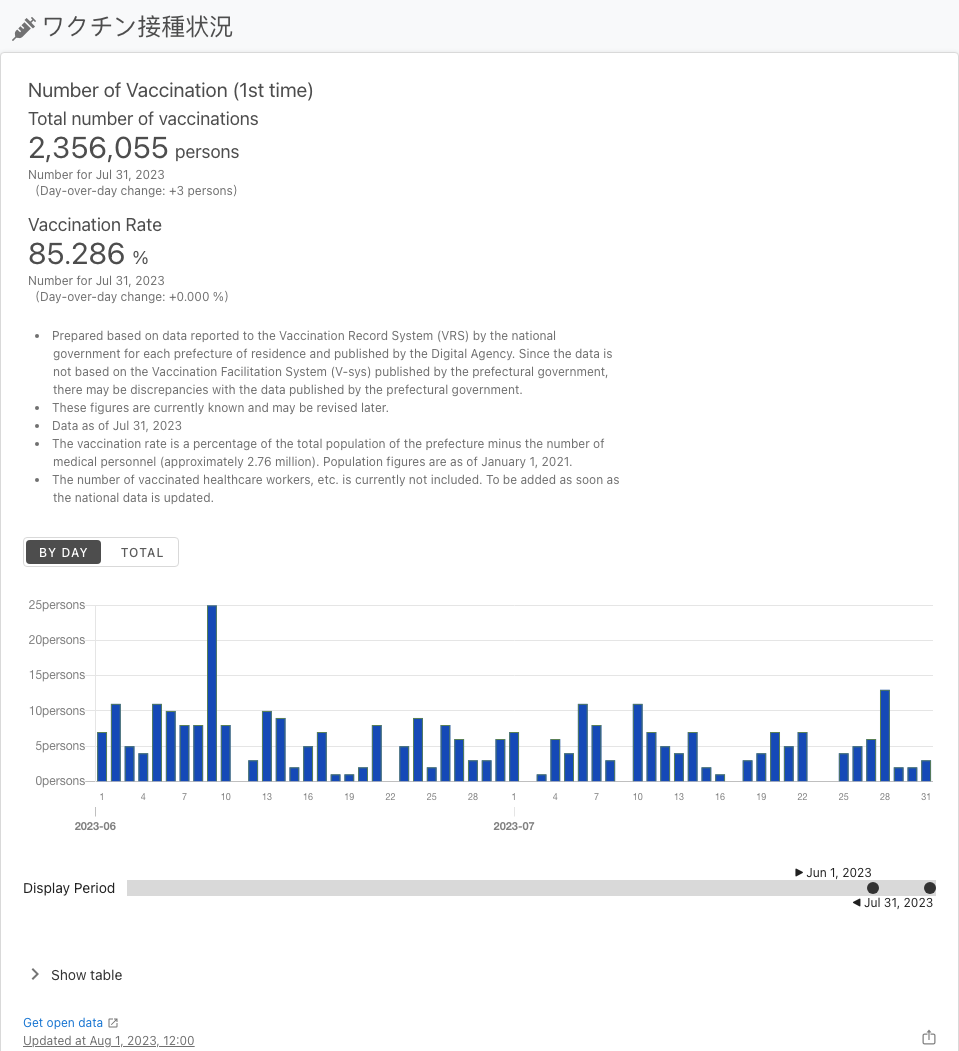 ワクチン接種状況
Number of Vaccination (1st time)
Total number of vaccinations
2,356,055 persons
Number for Jul 31, 2023
(Day-over-day change: +3 persons)
Vaccination Rate
85.286 %
Number for Jul 31, 2023
(Day-over-day change: +0.000 %)
• Prepared based on data reported to the Vaccination Record System (VRS) by the national
government for each prefecture of residence and published by the Digital Agency. Since the data is
not based on the Vaccination Facilitation System (V-sys) published by the prefectural government,
there may be discrepancies with the data published by the prefectural government.
• These figures are currently known and may be revised later.
• Data as of Jul 31, 2023
• The vaccination rate is a percentage of the total population of the prefecture minus the number of
medical personnel (approximately 2.76 million). Population figures are as of January 1, 2021.
• The number of vaccinated healthcare workers, etc. is currently not included. To be added as soon as
the national data is updated.
BY DAY TOTAL
25persons
20persons
15persons
10persons
5persons
0persons
1 4 7 10 13 16 19 22 25 28 1 4 7 10 13 16 19 22 25 28 31
2023-06 2023-07
Jun 1, 2023
Display Period
Jul 31, 2023
Show table
Get open data
Updated at Aug 1, 2023, 12:00